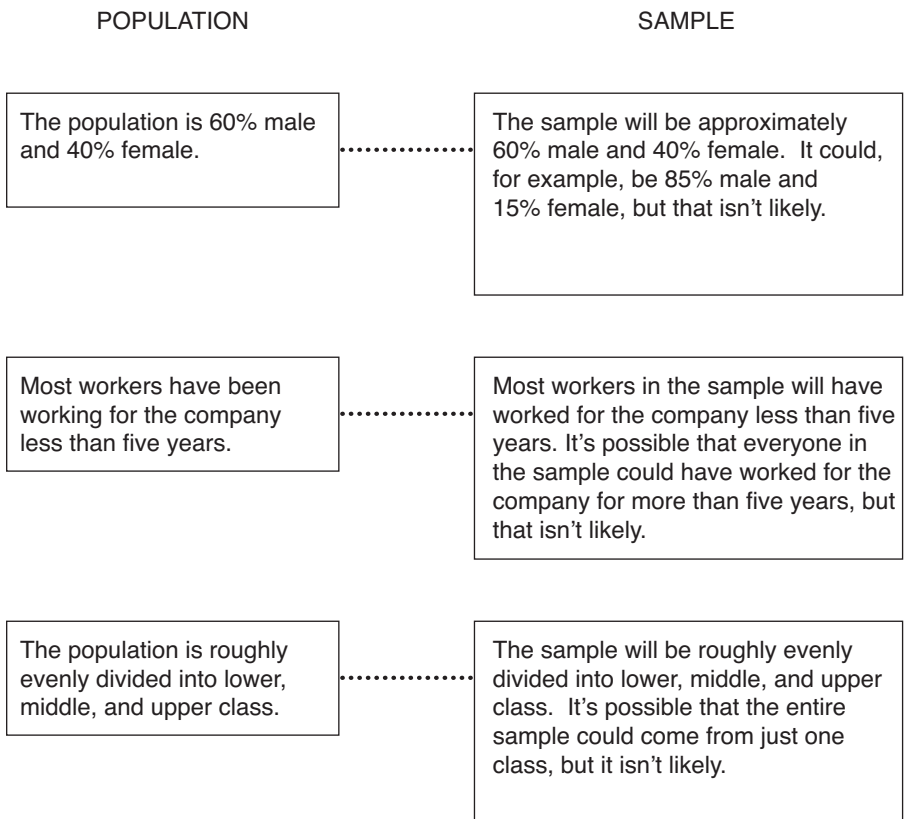 POPULATION
SAMPLE
The population is 60% male
and 40% female.
The sample will be approximately
60% male and 40% female.  It could,
for example, be 85% male and
15% female, but that isn't likely.
Most workers have been
working for the company
less than five years.
Most workers in the sample will have
worked for the company less than five
years. It's possible that everyone in
the sample could have worked for the
company for more than five years, but
that isn't likely.
The population is roughly
evenly divided into lower,
middle, and upper class.
The sample will be roughly evenly
divided into lower, middle, and upper
class.  It's possible that the entire
sample could come from just one
class, but it isn't likely.